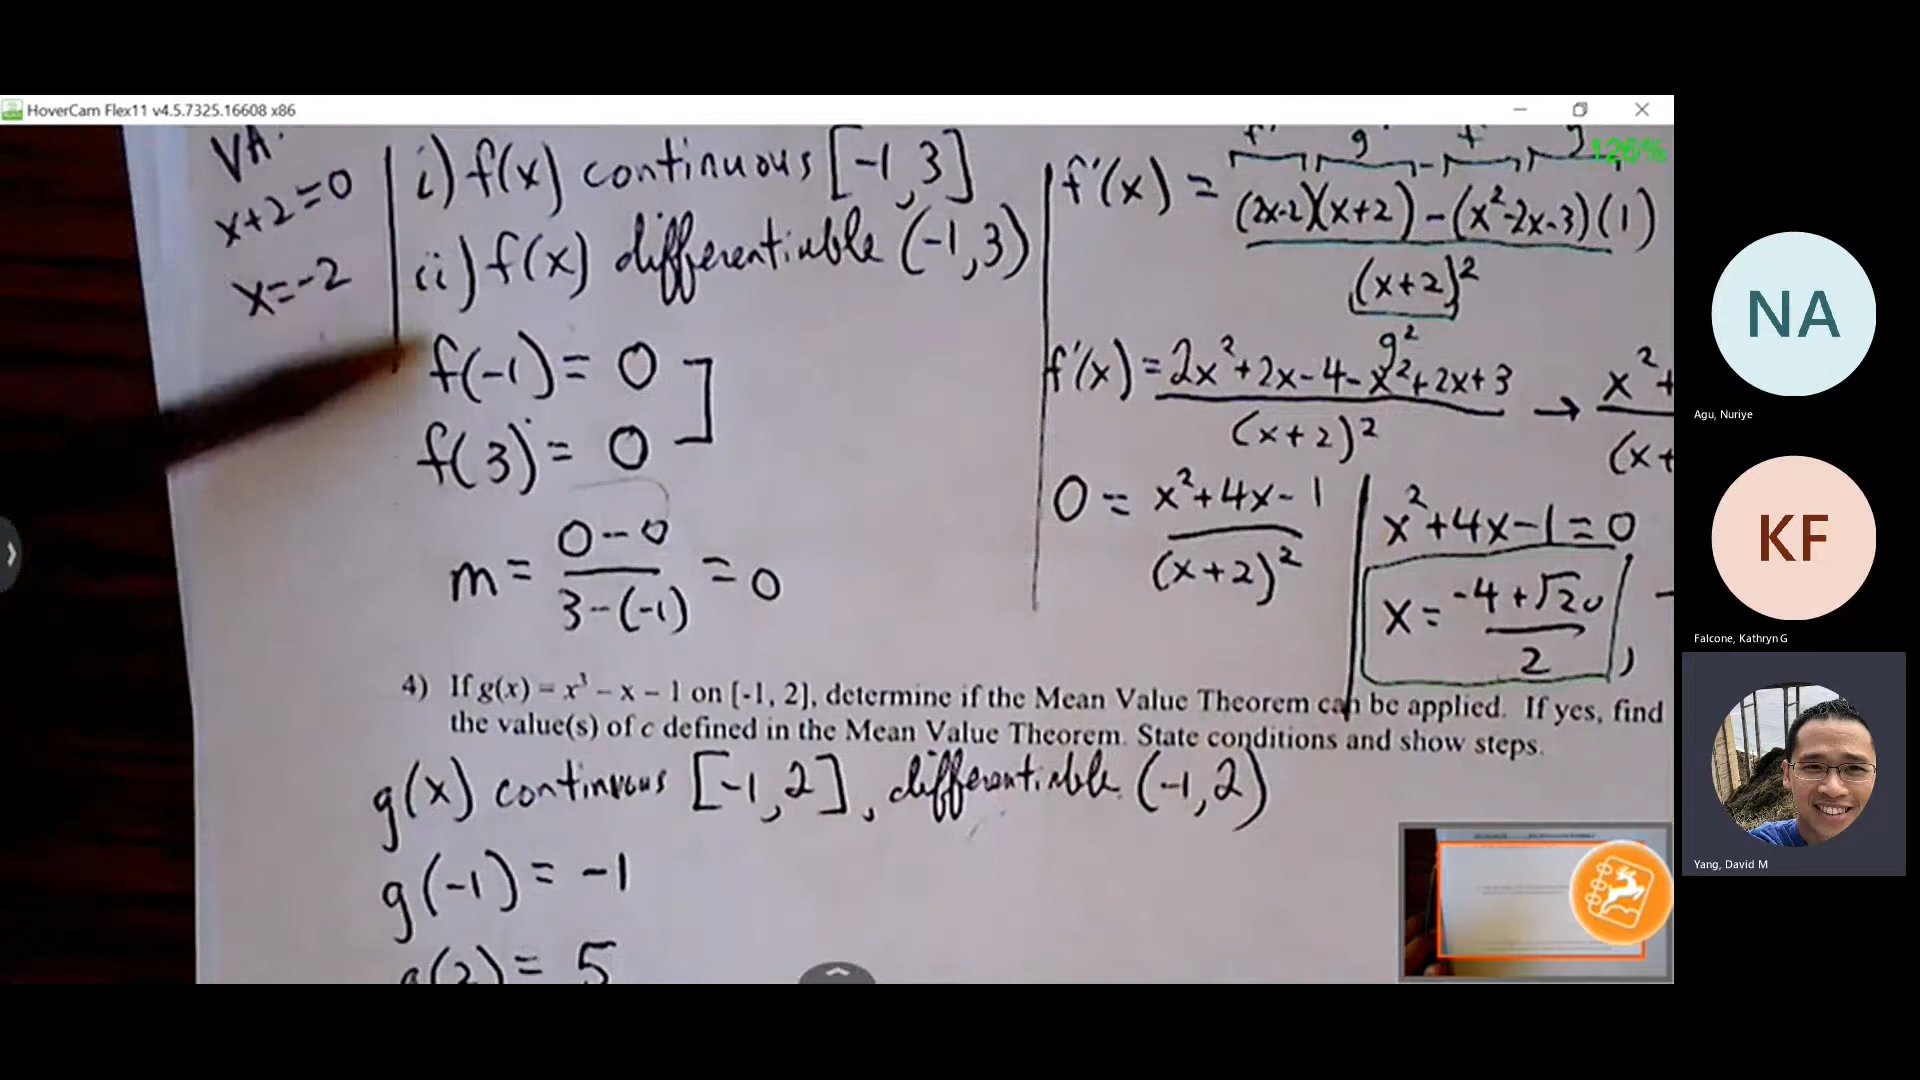 HoverCam Flex11 v4.5.7325.16608 x86
126%
VA:
x+2=0
x=-2
i) f(x) continuous [-1,3]
ii) f(x) differentiable (-1,3)
f(-1) = 0
f(3) = 0
m = (0-0)/(3-(-1)) = 0
f' g - f g'
f'(x) = ((2x-2)(x+2) - (x²-2x-3)(1))/(x+2)²
g²
f'(x) = (2x²+2x-4-x²+2x+3)/(x+2)² →
0 = (x²+4x-1)/(x+2)²
x²+4x-1=0
x = (-4+√20)/2 ,
4) If g(x) = x³ – x – 1 on [-1, 2], determine if the Mean Value Theorem can be applied. If yes, find
the value(s) of c defined in the Mean Value Theorem. State conditions and show steps.
g(x) continuous [-1,2], differentiable (-1,2)
g(-1) = -1
g(2) = 5
NA
Agu, Nuriye
KF
Falcone, Kathryn G
Yang, David M